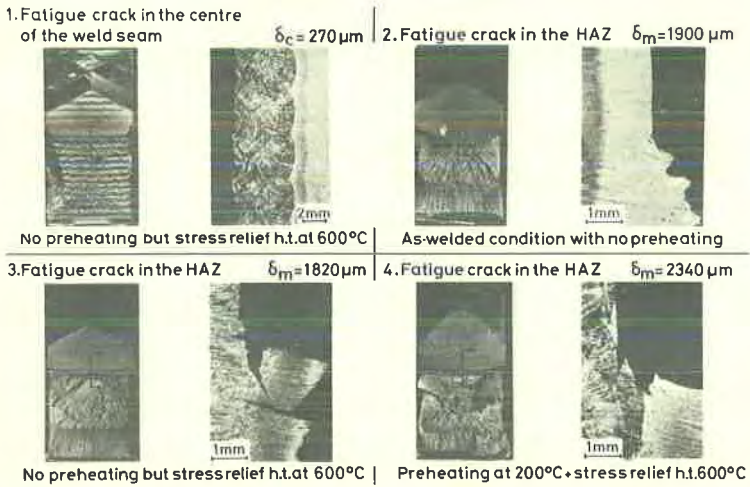 1. Fatigue crack in the centre
of the weld seam
δc = 270 µm
2mm
No preheating but stress relief h.t. at 600°C
2. Fatigue crack in the HAZ δm = 1900 µm
1mm
As-welded condition with no preheating
3. Fatigue crack in the HAZ δm = 1820 µm
1mm
No preheating but stress relief h.t. at 600°C
4. Fatigue crack in the HAZ δm = 2340 µm
1mm
Preheating at 200°C + stress relief h.t. 600°C